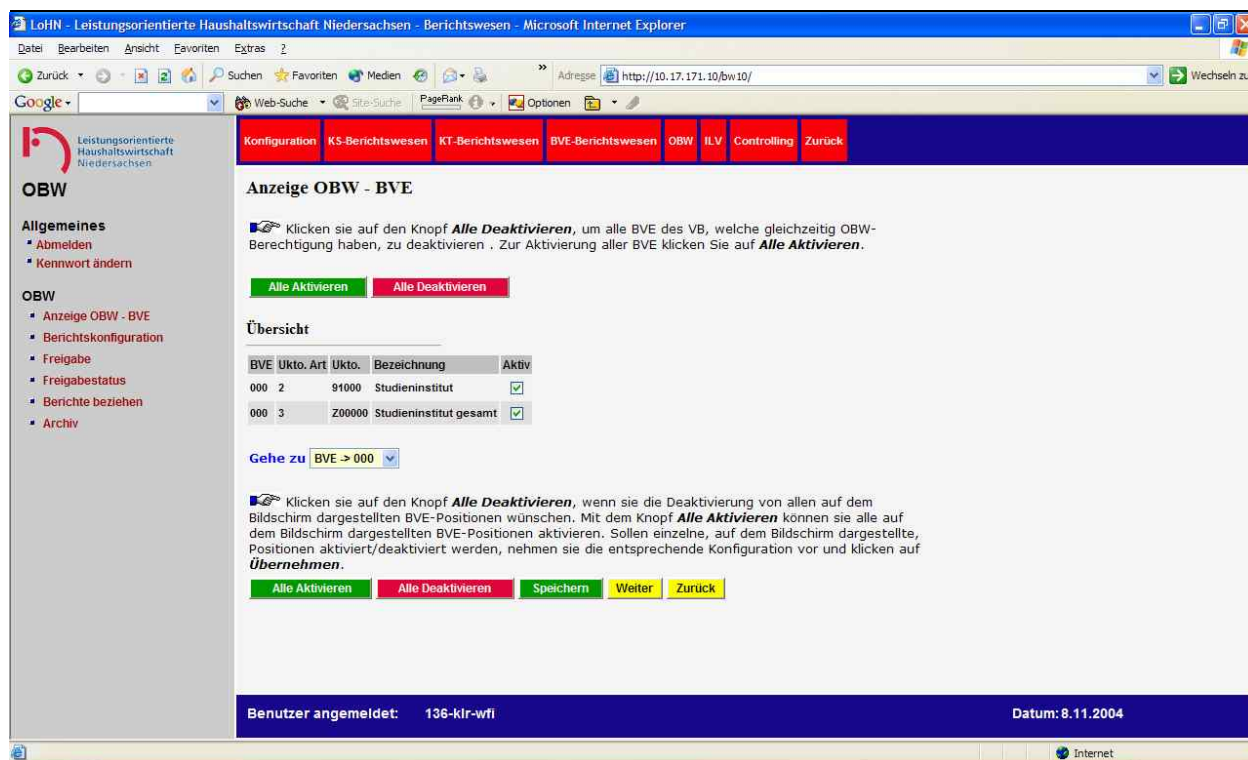 LoHN - Leistungsorientierte Haushaltswirtschaft Niedersachsen - Berichtswesen - Microsoft Internet Explorer
Datei Bearbeiten Ansicht Favoriten Extras ?
Zurück Suchen Favoriten Medien » Adresse http://10.17.171.10/bw10/ Wechseln zu
Google Web-Suche Site-Suche PageRank Optionen
Leistungsorientierte
Haushaltswirtschaft
Niedersachsen
Konfiguration KS-Berichtswesen KT-Berichtswesen BVE-Berichtswesen OBW ILV Controlling Zurück
OBW
Allgemeines
Abmelden
Kennwort ändern
OBW
Anzeige OBW - BVE
Berichtskonfiguration
Freigabe
Freigabestatus
Berichte beziehen
Archiv
Anzeige OBW - BVE
Klicken sie auf den Knopf Alle Deaktivieren, um alle BVE des VB, welche gleichzeitig OBW-
Berechtigung haben, zu deaktivieren . Zur Aktivierung aller BVE klicken Sie auf Alle Aktivieren.
Alle Aktivieren Alle Deaktivieren
Übersicht
BVE Ukto. Art Ukto. Bezeichnung Aktiv
000 2 91000 Studieninstitut
000 3 Z00000 Studieninstitut gesamt
Gehe zu BVE -> 000
Klicken sie auf den Knopf Alle Deaktivieren, wenn sie die Deaktivierung von allen auf dem
Bildschirm dargestellten BVE-Positionen wünschen. Mit dem Knopf Alle Aktivieren können sie alle auf
dem Bildschirm dargestellten BVE-Positionen aktivieren. Sollen einzelne, auf dem Bildschirm dargestellte,
Positionen aktiviert/deaktiviert werden, nehmen sie die entsprechende Konfiguration vor und klicken auf
Übernehmen.
Alle Aktivieren Alle Deaktivieren Speichern Weiter Zurück
Benutzer angemeldet: 136-klr-wfi Datum: 8.11.2004
Internet